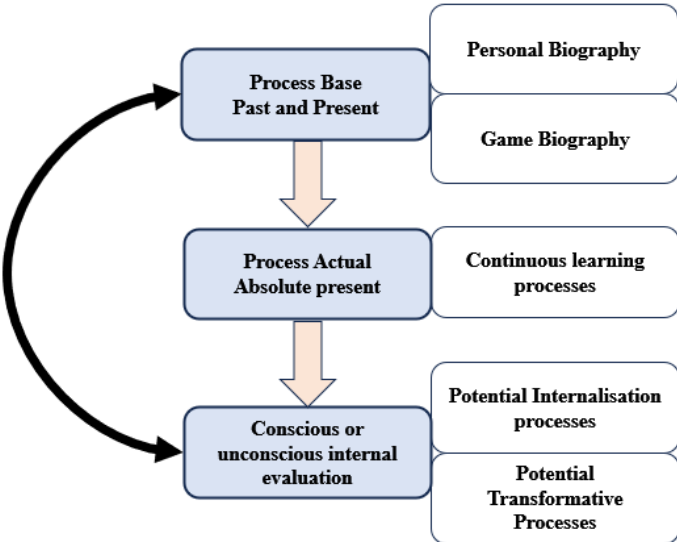 Process Base
Past and Present
Personal Biography
Game Biography
Process Actual
Absolute present
Continuous learning
processes
Conscious or
unconscious internal
evaluation
Potential Internalisation
processes
Potential
Transformative
Processes